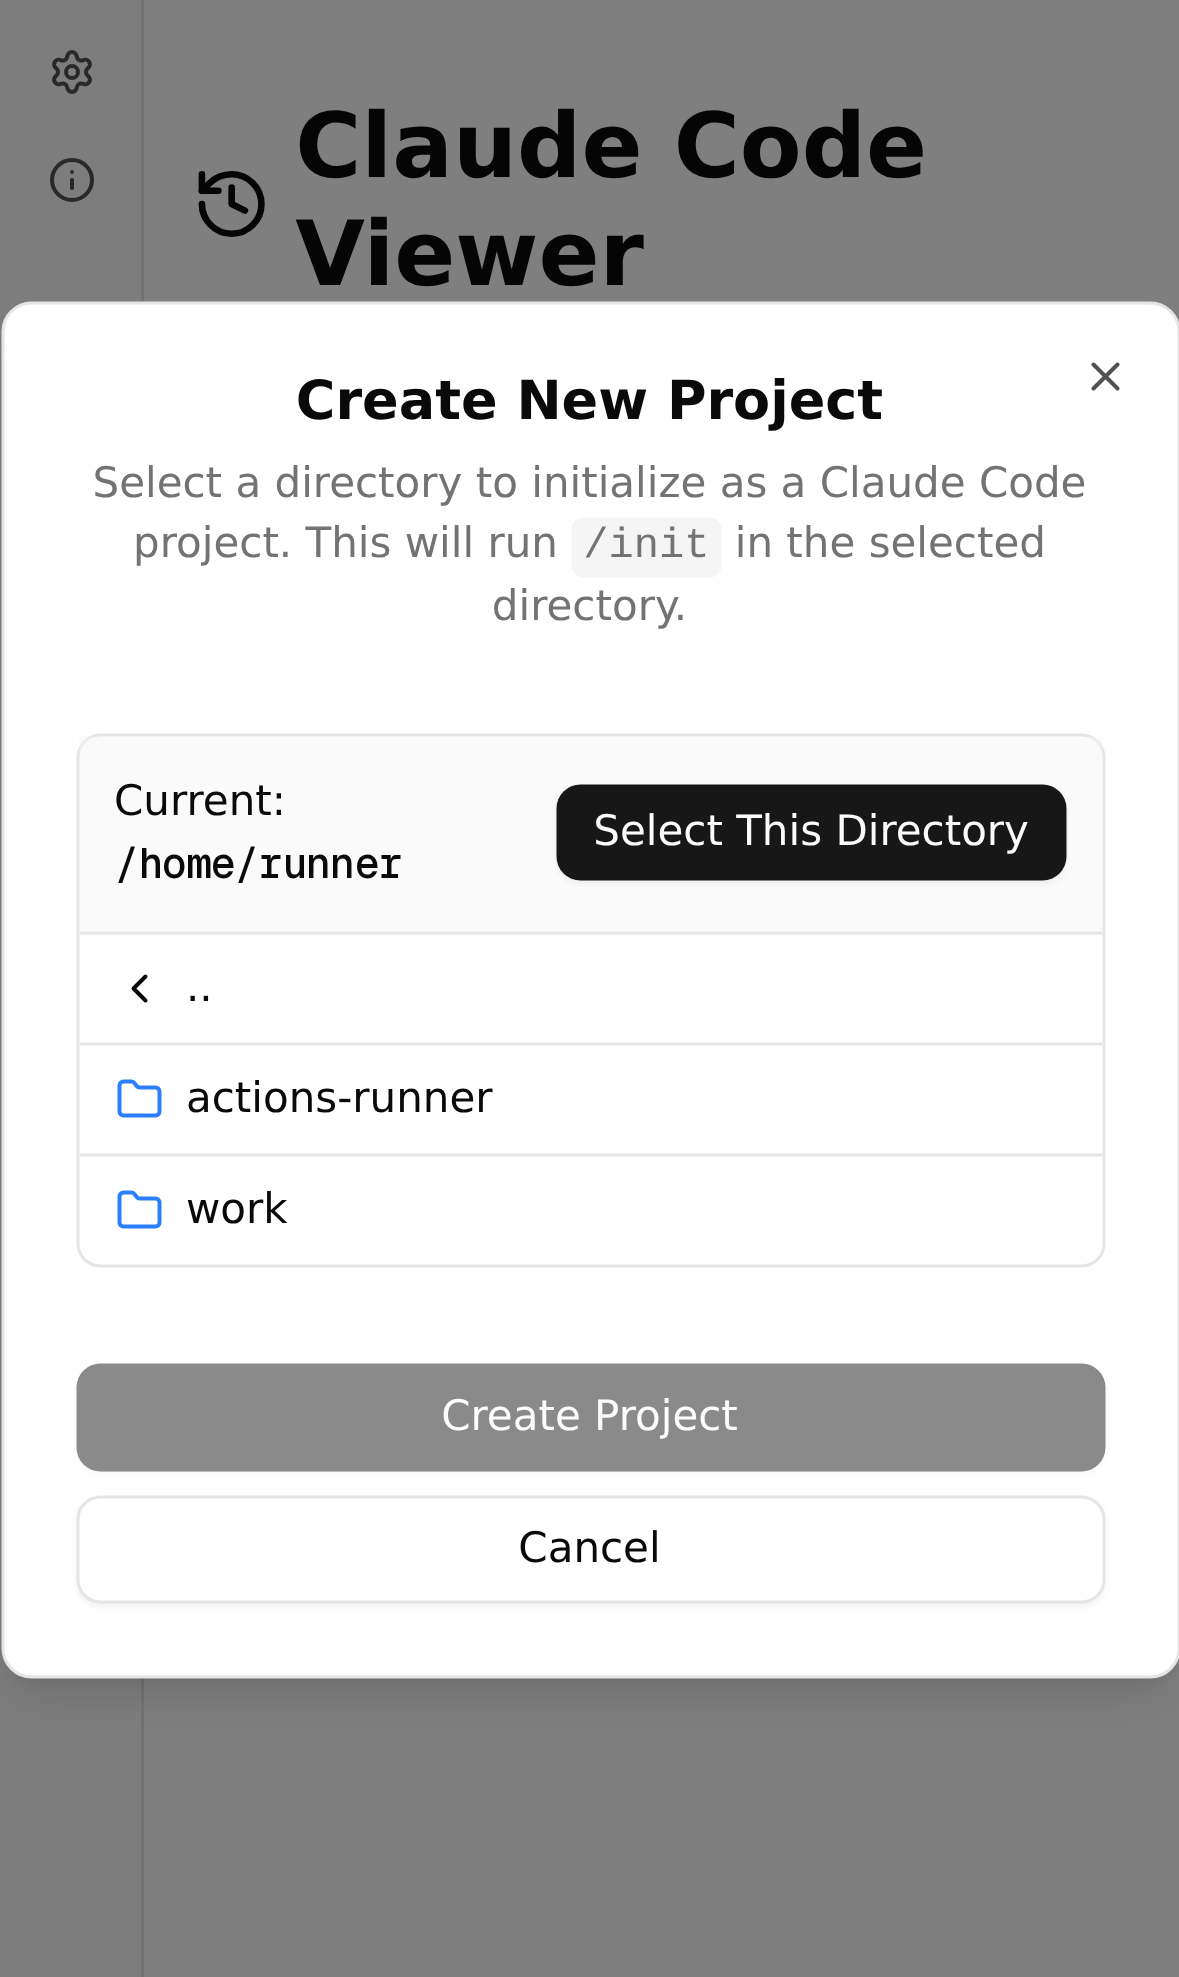 Claude Code
Viewer
Create New Project
Select a directory to initialize as a Claude Code
project. This will run /init in the selected
directory.
Current:
/home/runner
Select This Directory
..
actions-runner
work
Create Project
Cancel